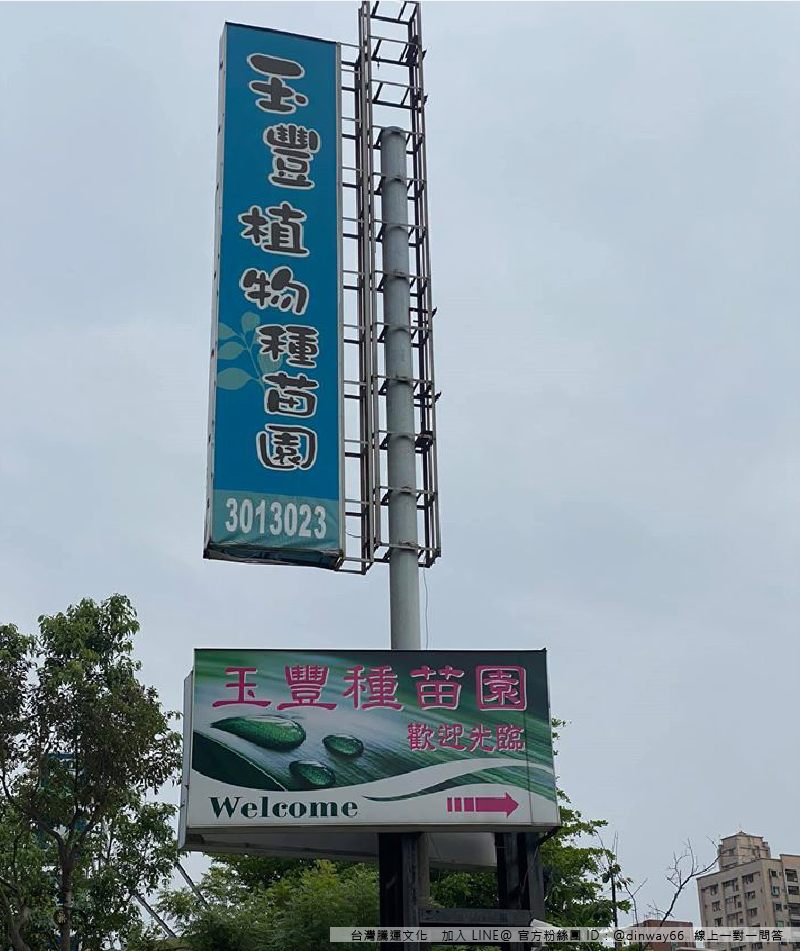 玉豐植物種苗園
3013023
玉豐種苗園
歡迎光臨
Welcome
台灣騰運文化 加入 LINE@ 官方粉絲團 ID：@dinway66 線上一對一問答